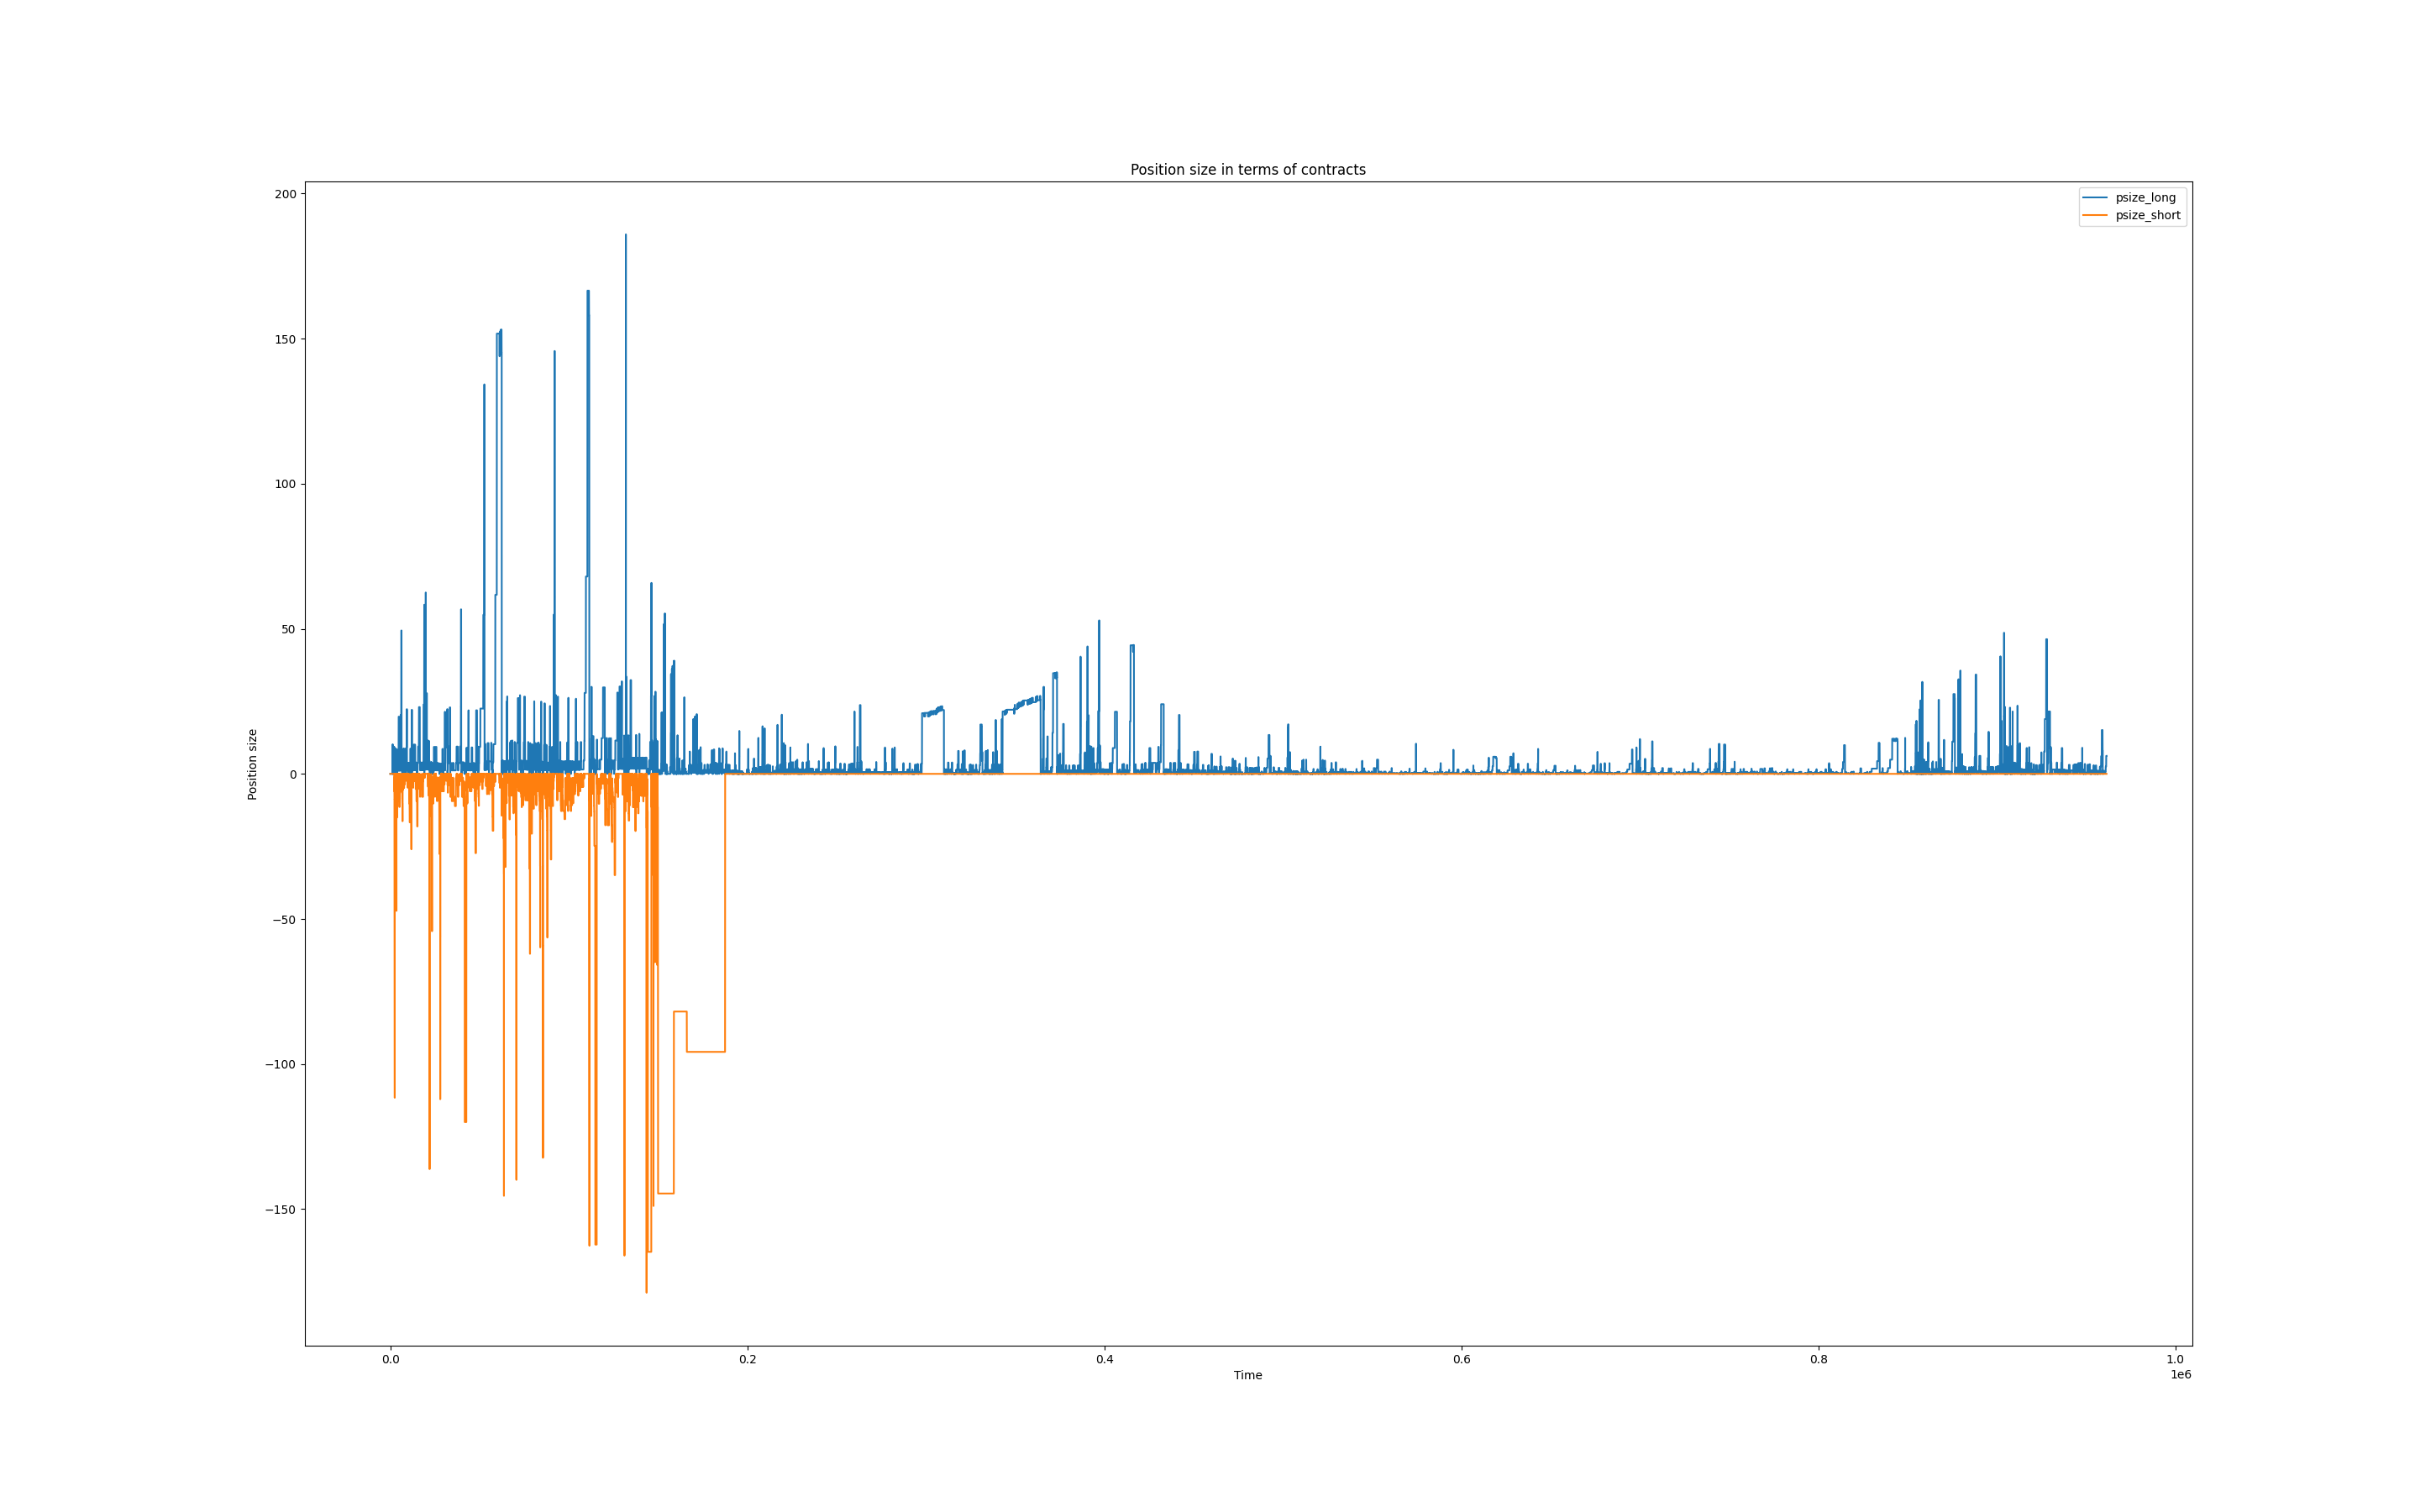 Position size in terms of contracts
psize_long
psize_short
Position size
200
150
100
50
0
−50
−100
−150
0.0
0.2
0.4
0.6
0.8
1.0
1e6
Time